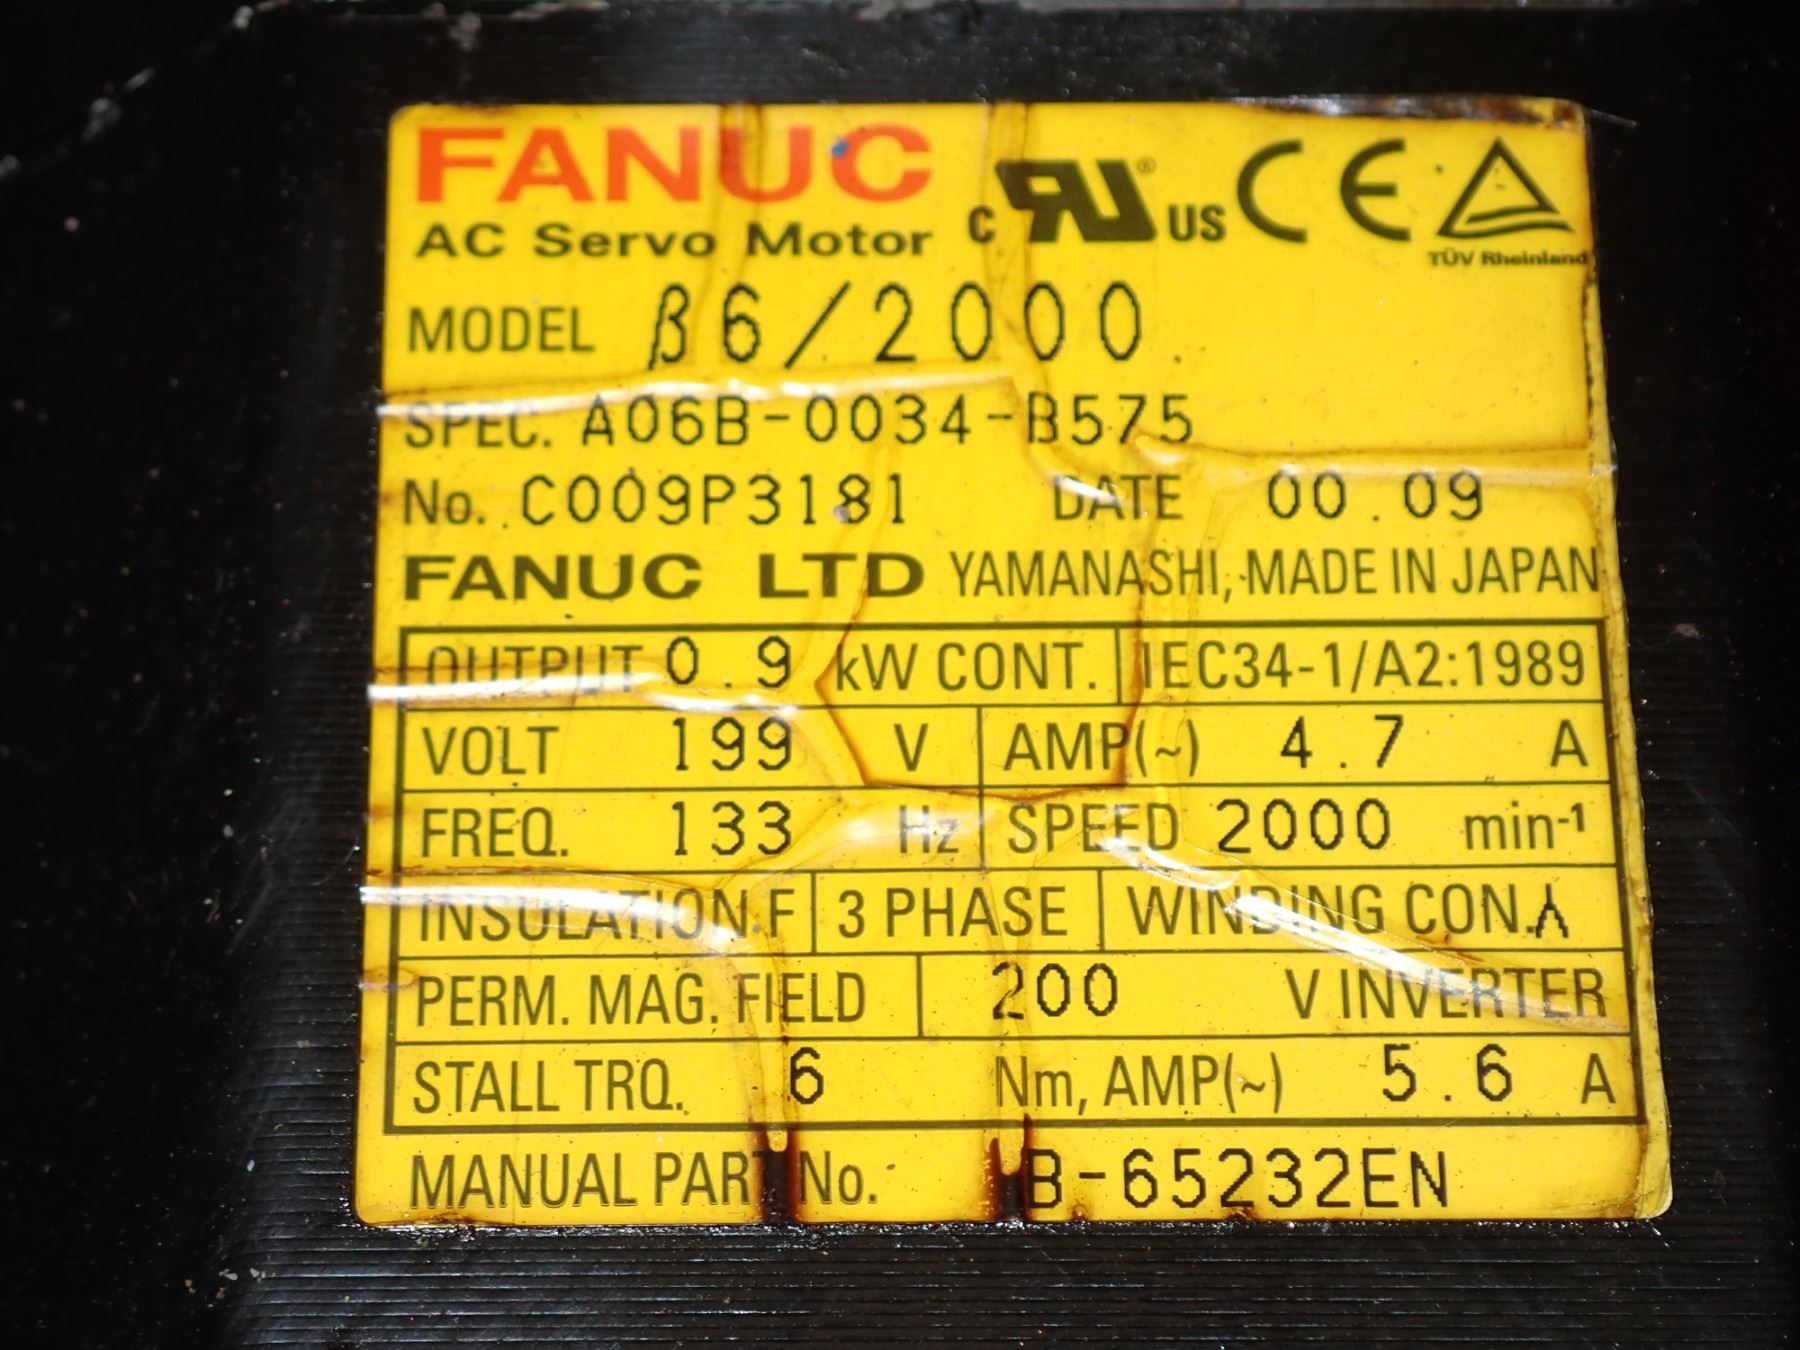 FANUC
AC Servo Motor
c RU ® US CE TÜV Rheinland
MODEL β6/2000
SPEC. A06B-0034-B575
No. C009P3181 DATE 00.09
FANUC LTD YAMANASHI, MADE IN JAPAN
OUTPUT 0.9 kW CONT. IEC34-1/A2:1989
VOLT 199 V AMP(~) 4.7 A
FREQ. 133 Hz SPEED 2000 min-1
INSULATION.F 3 PHASE WINDING CON.⅄
PERM. MAG. FIELD 200 V INVERTER
STALL TRQ. 6 Nm, AMP(~) 5.6 A
MANUAL PART No. B-65232EN